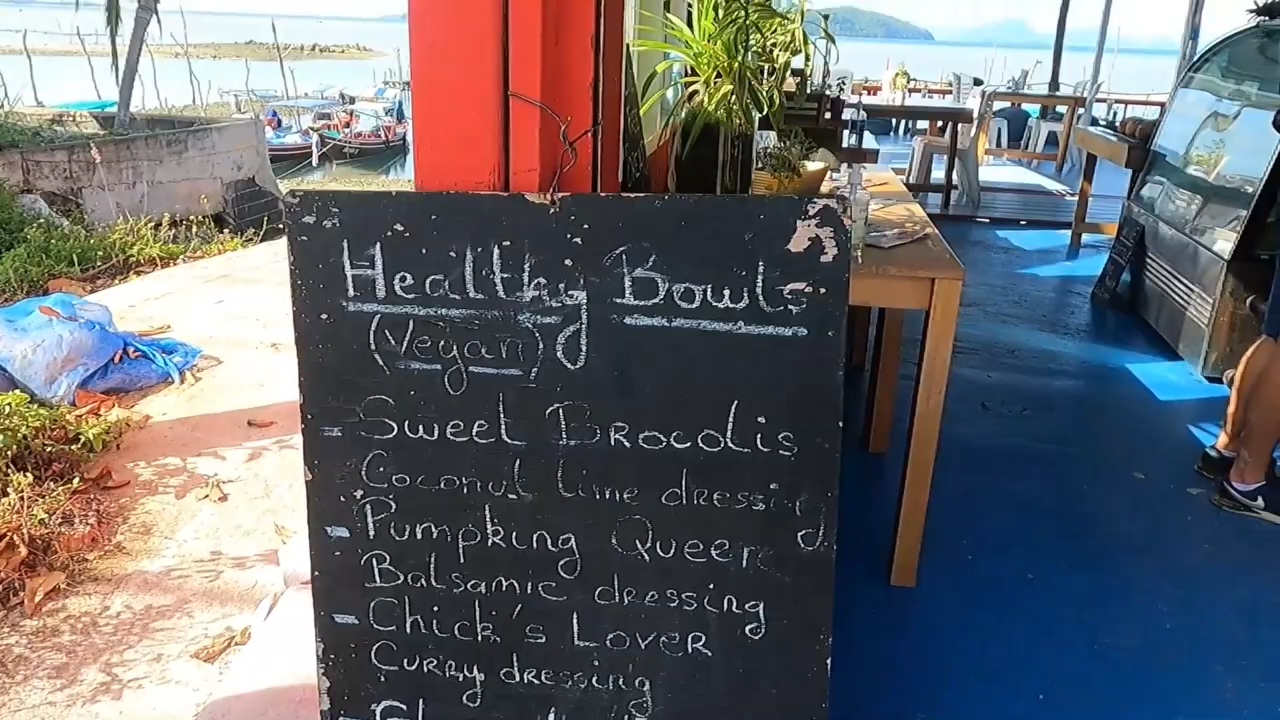 Healthy Bowls
(Vegan)
- Sweet Brocolis
Coconut lime dressing
- Pumpking Queen
Balsamic dressing
- Chick's Lover
Curry dressing